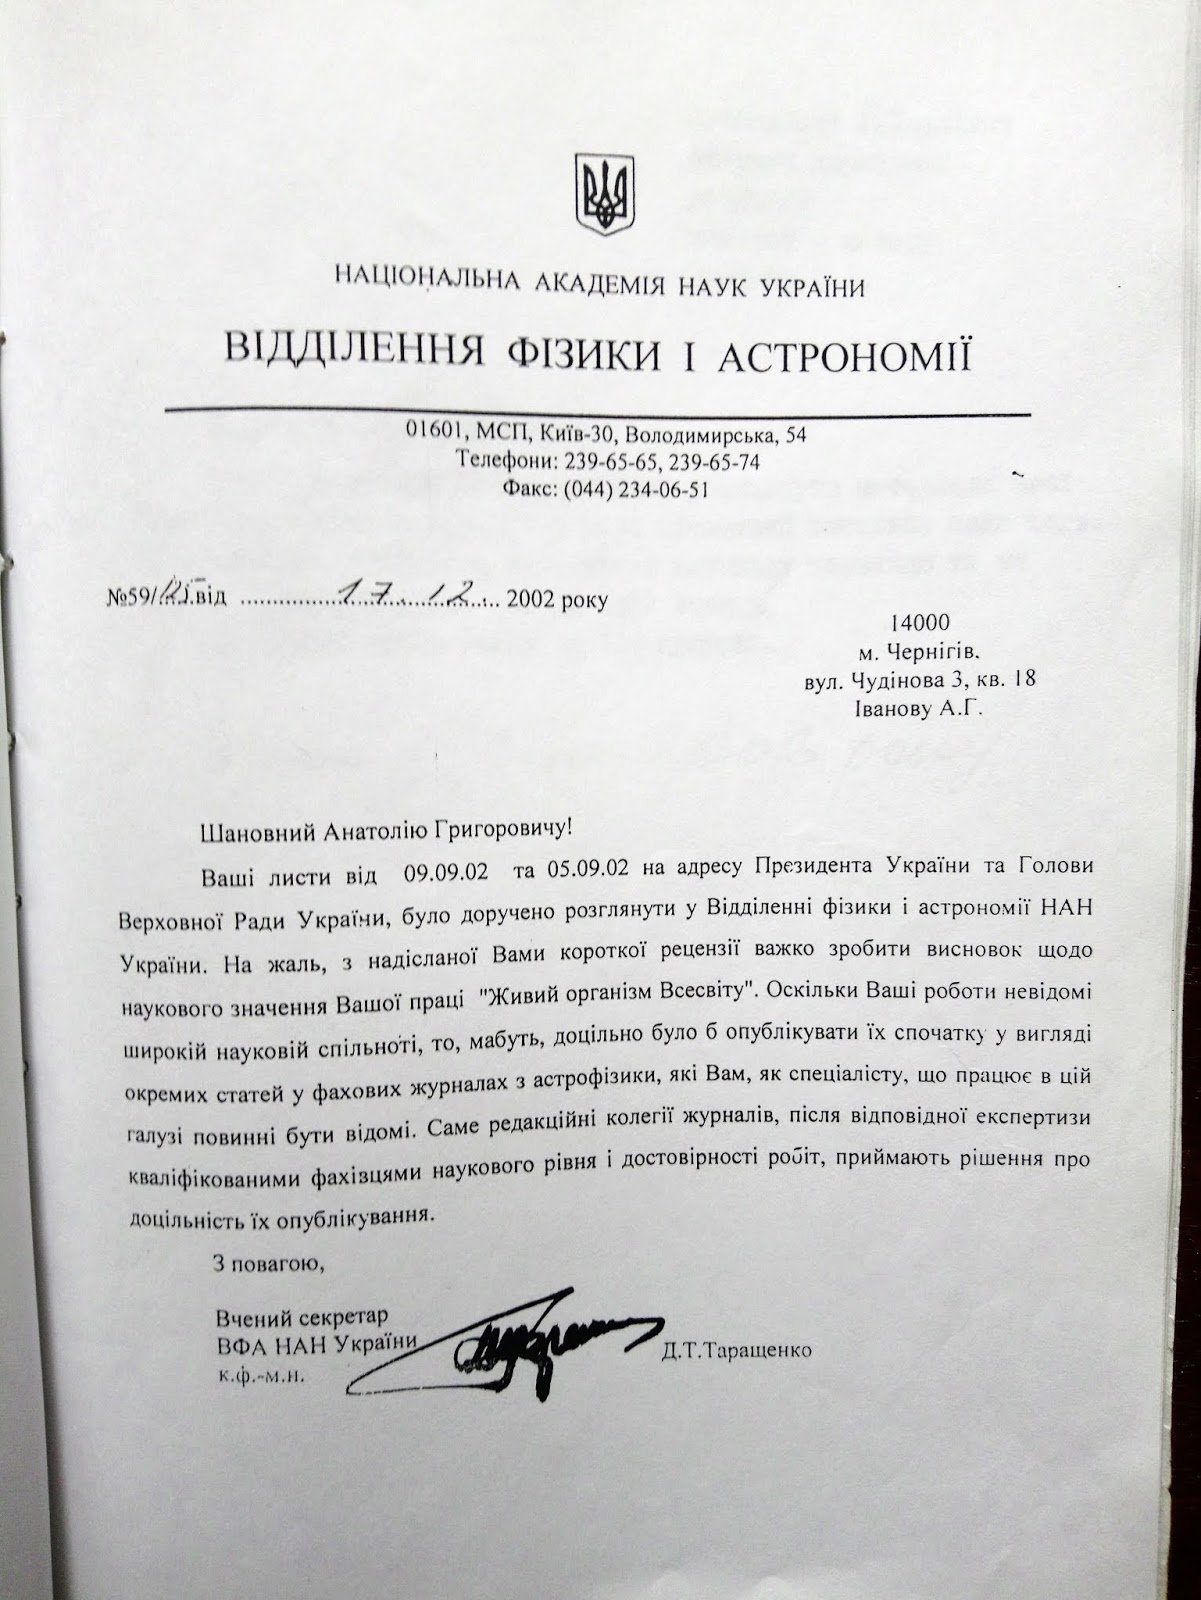 НАЦІОНАЛЬНА АКАДЕМІЯ НАУК УКРАЇНИ
ВІДДІЛЕННЯ ФІЗИКИ І АСТРОНОМІЇ
01601, МСП, Київ-30, Володимирська, 54
Телефони: 239-65-65, 239-65-74
Факс: (044) 234-06-51
№59/ від 17.12. 2002 року
14000
м. Чернігів.
вул. Чудінова 3, кв. 18
Іванову А.Г.
Шановний Анатолію Григоровичу!
Ваші листи від 09.09.02 та 05.09.02 на адресу Президента України та Голови
Верховної Ради України, було доручено розглянути у Відділенні фізики і астрономії НАН
України. На жаль, з надісланої Вами короткої рецензії важко зробити висновок щодо
наукового значення Вашої праці "Живий організм Всесвіту". Оскільки Ваші роботи невідомі
широкій науковій спільноті, то, мабуть, доцільно було б опублікувати їх спочатку у вигляді
окремих статей у фахових журналах з астрофізики, які Вам, як спеціалісту, що працює в цій
галузі повинні бути відомі. Саме редакційні колегії журналів, після відповідної експертизи
кваліфікованими фахівцями наукового рівня і достовірності робіт, приймають рішення про
доцільність їх опублікування.
З повагою,
Вчений секретар
ВФА НАН України
к.ф.-м.н.
Д.Т.Таращенко